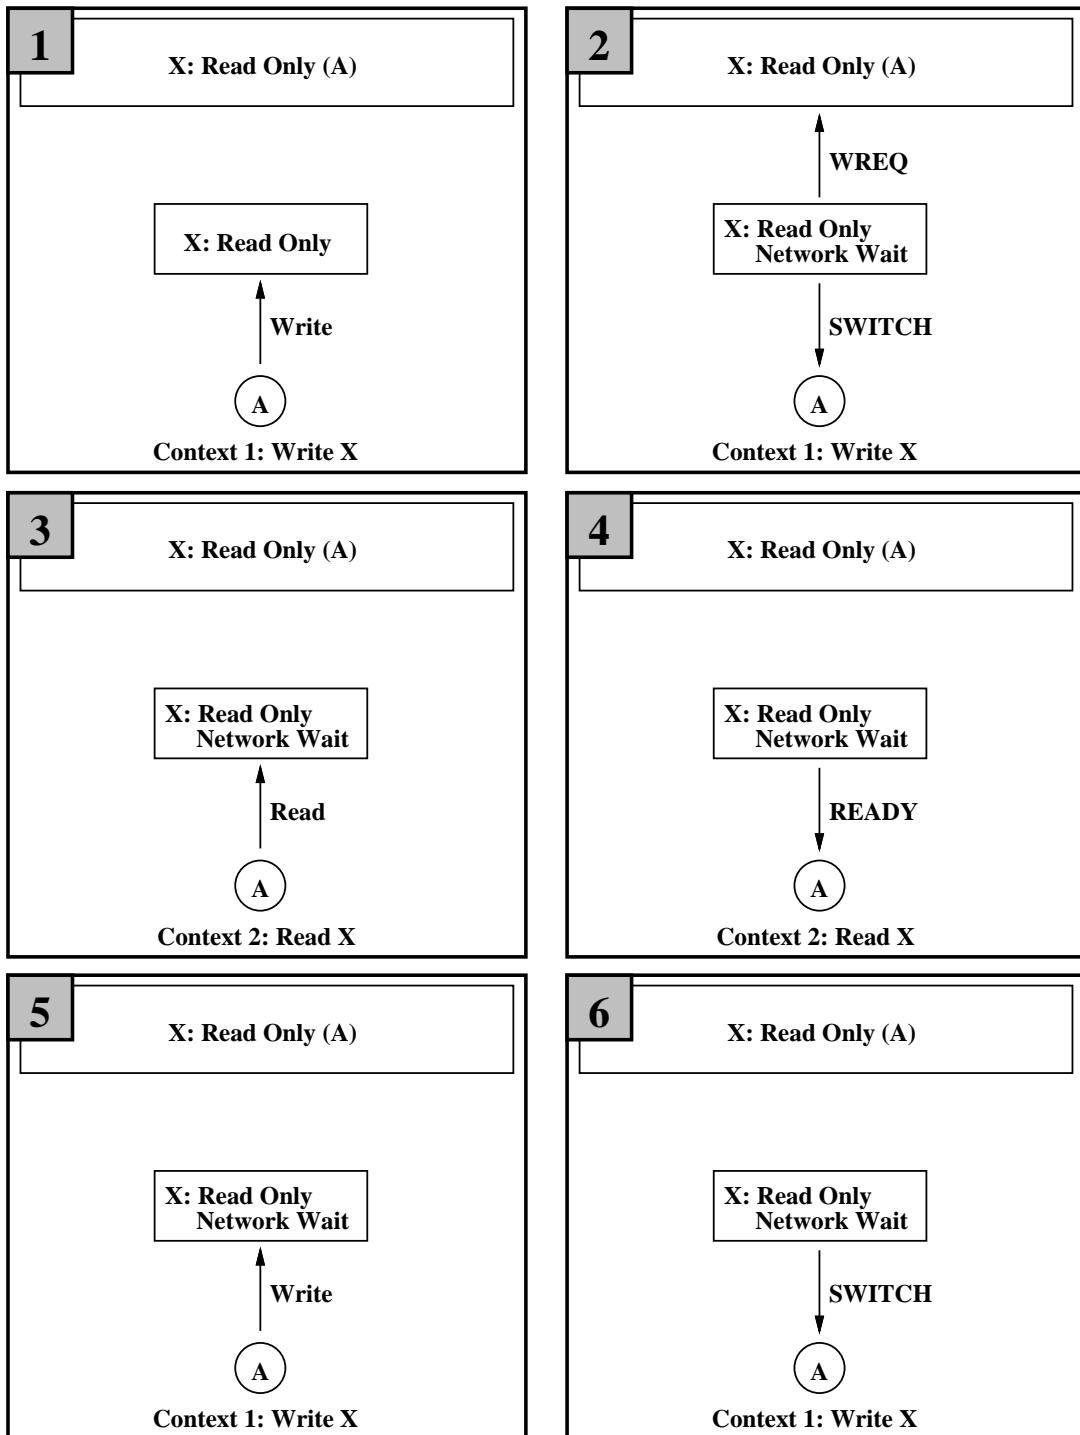 1
X: Read Only (A)
X: Read Only
Write
A
Context 1: Write X
2
X: Read Only (A)
WREQ
X: Read Only
Network Wait
SWITCH
A
Context 1: Write X
3
X: Read Only (A)
X: Read Only
Network Wait
Read
A
Context 2: Read X
4
X: Read Only (A)
X: Read Only
Network Wait
READY
A
Context 2: Read X
5
X: Read Only (A)
X: Read Only
Network Wait
Write
A
Context 1: Write X
6
X: Read Only (A)
X: Read Only
Network Wait
SWITCH
A
Context 1: Write X